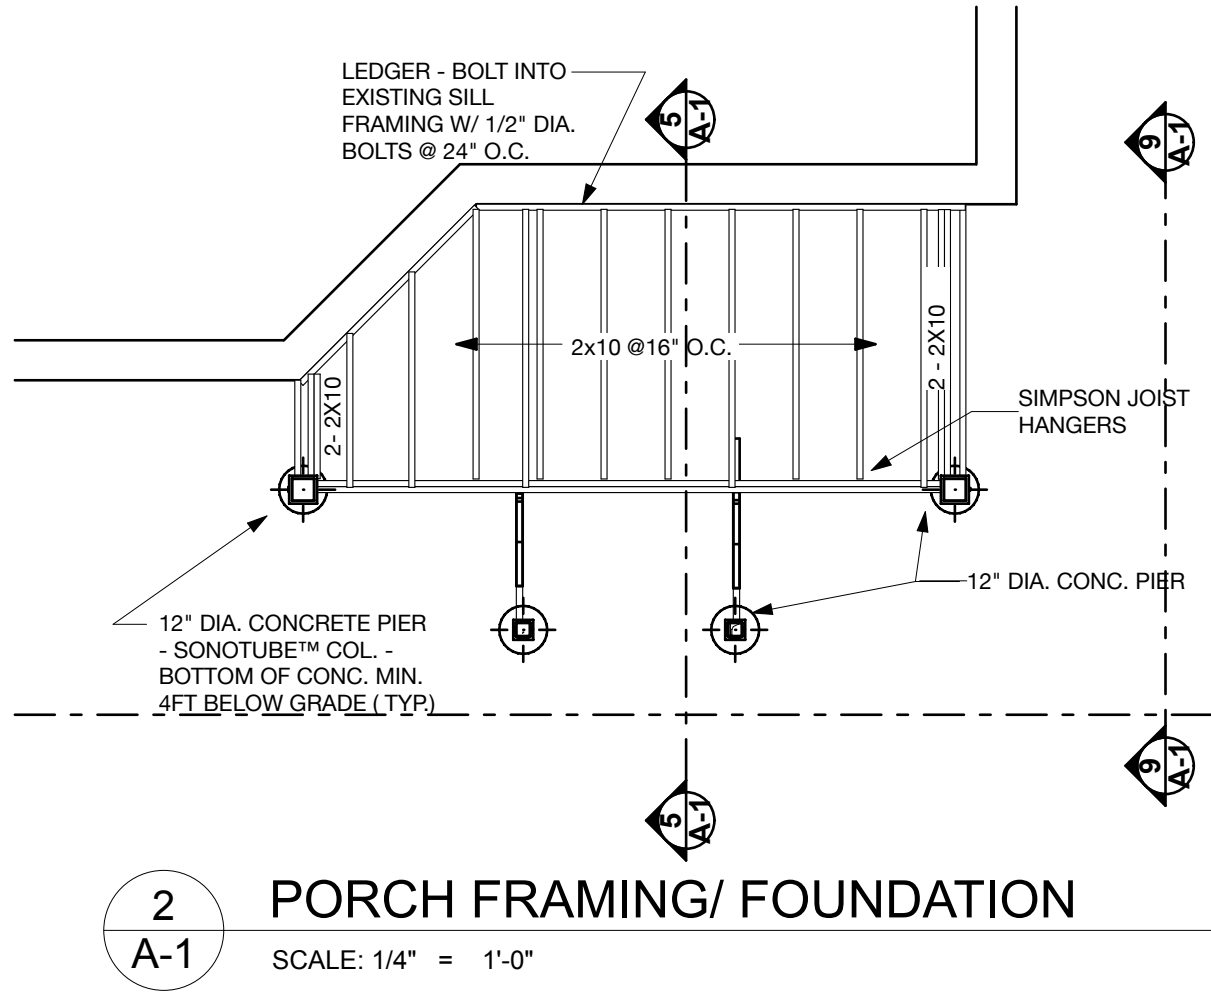 LEDGER - BOLT INTO
EXISTING SILL
FRAMING W/ 1/2" DIA.
BOLTS @ 24" O.C.
5
A-1
9
A-1
2x10 @16" O.C.
2- 2X10
2 - 2X10
SIMPSON JOIST
HANGERS
12" DIA. CONC. PIER
12" DIA. CONCRETE PIER
- SONOTUBE™ COL. -
BOTTOM OF CONC. MIN.
4FT BELOW GRADE ( TYP.)
5
A-1
9
A-1
2
A-1
PORCH FRAMING/ FOUNDATION
SCALE: 1/4" = 1'-0"